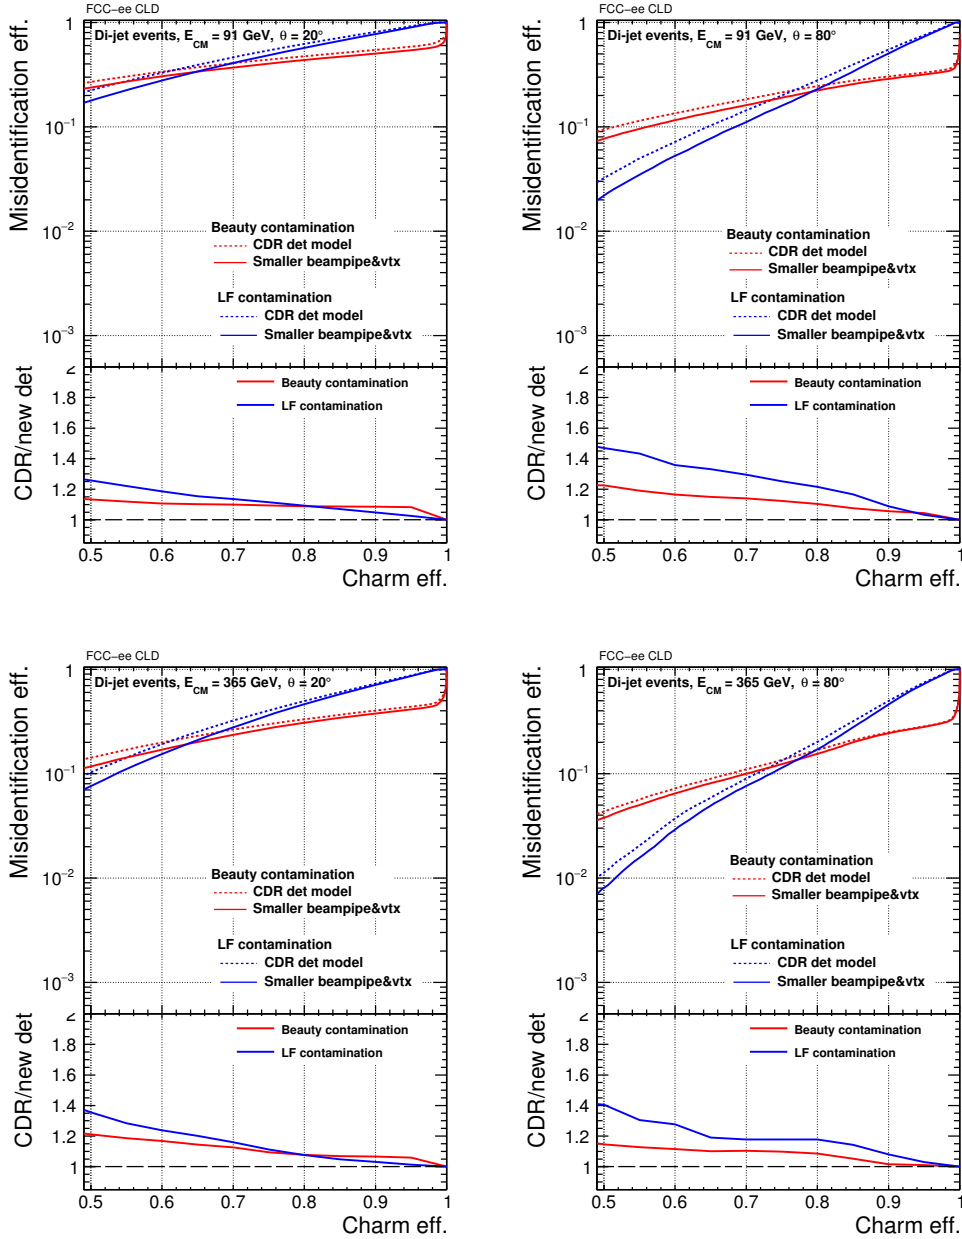 FCC-ee CLD
Di-jet events, E_CM = 91 GeV, θ = 20°
Misidentification eff.
1
10⁻¹
10⁻²
10⁻³
Beauty contamination
CDR det model
Smaller beampipe&vtx
LF contamination
CDR det model
Smaller beampipe&vtx
CDR/new det
2
1.8
1.6
1.4
1.2
1
Beauty contamination
LF contamination
0.5 0.6 0.7 0.8 0.9 1
Charm eff.
FCC-ee CLD
Di-jet events, E_CM = 91 GeV, θ = 80°
Misidentification eff.
1
10⁻¹
10⁻²
10⁻³
Beauty contamination
CDR det model
Smaller beampipe&vtx
LF contamination
CDR det model
Smaller beampipe&vtx
CDR/new det
2
1.8
1.6
1.4
1.2
1
Beauty contamination
LF contamination
0.5 0.6 0.7 0.8 0.9 1
Charm eff.
FCC-ee CLD
Di-jet events, E_CM = 365 GeV, θ = 20°
Misidentification eff.
1
10⁻¹
10⁻²
10⁻³
Beauty contamination
CDR det model
Smaller beampipe&vtx
LF contamination
CDR det model
Smaller beampipe&vtx
CDR/new det
2
1.8
1.6
1.4
1.2
1
Beauty contamination
LF contamination
0.5 0.6 0.7 0.8 0.9 1
Charm eff.
FCC-ee CLD
Di-jet events, E_CM = 365 GeV, θ = 80°
Misidentification eff.
1
10⁻¹
10⁻²
10⁻³
Beauty contamination
CDR det model
Smaller beampipe&vtx
LF contamination
CDR det model
Smaller beampipe&vtx
CDR/new det
2
1.8
1.6
1.4
1.2
1
Beauty contamination
LF contamination
0.5 0.6 0.7 0.8 0.9 1
Charm eff.